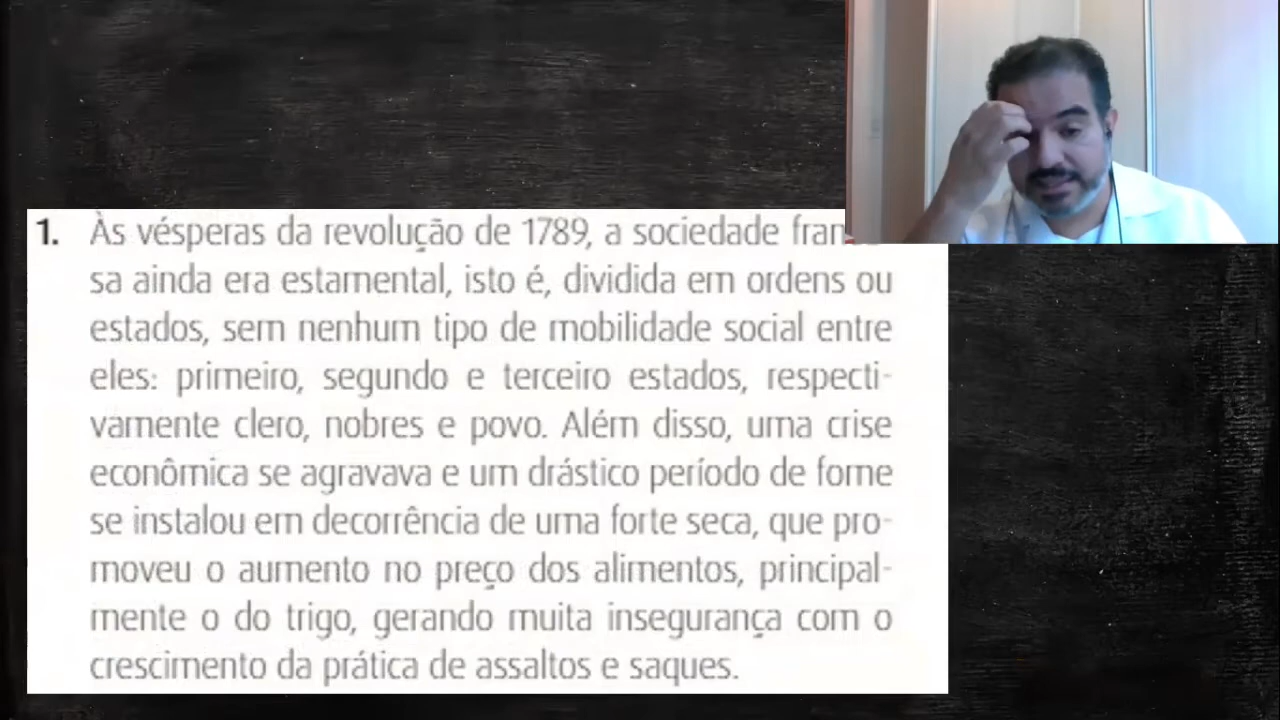 1. Às vésperas da revolução de 1789, a sociedade
sa ainda era estamental, isto é, dividida em ordens ou
estados, sem nenhum tipo de mobilidade social entre
eles: primeiro, segundo e terceiro estados, respecti-
vamente clero, nobres e povo. Além disso, uma crise
econômica se agravava e um drástico período de fome
se instalou em decorrência de uma forte seca, que pro-
moveu o aumento no preço dos alimentos, principal-
mente o do trigo, gerando muita insegurança com o
crescimento da prática de assaltos e saques.